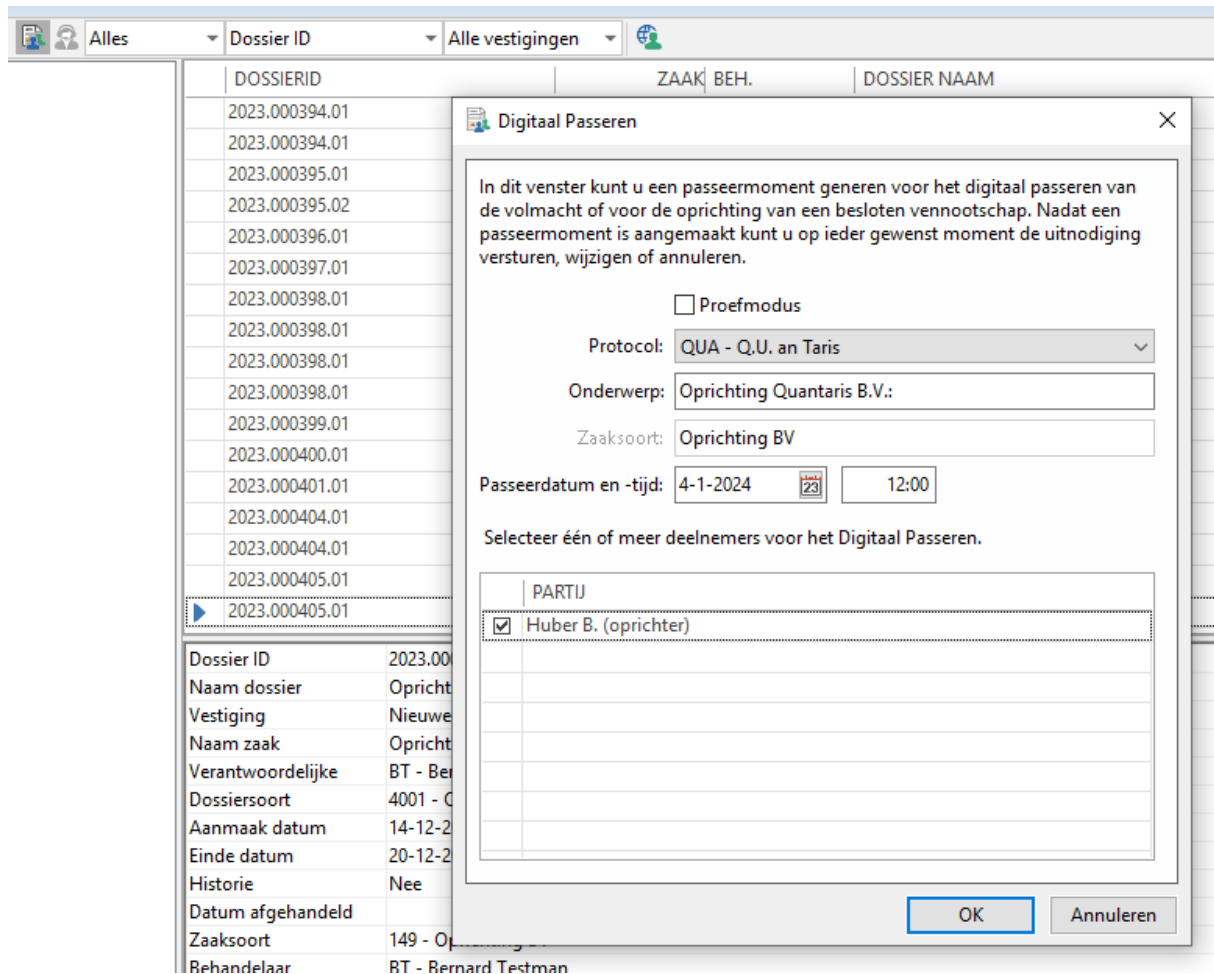 Alles Dossier ID Alle vestigingen
DOSSIERID ZAAK BEH. DOSSIER NAAM
2023.000394.01
2023.000394.01
2023.000395.01
2023.000395.02
2023.000396.01
2023.000397.01
2023.000398.01
2023.000398.01
2023.000398.01
2023.000398.01
2023.000399.01
2023.000400.01
2023.000401.01
2023.000404.01
2023.000404.01
2023.000405.01
2023.000405.01
Digitaal Passeren
In dit venster kunt u een passeermoment generen voor het digitaal passeren van
de volmacht of voor de oprichting van een besloten vennootschap. Nadat een
passeermoment is aangemaakt kunt u op ieder gewenst moment de uitnodiging
versturen, wijzigen of annuleren.
Proefmodus
Protocol: QUA - Q.U. an Taris
Onderwerp: Oprichting Quantaris B.V.:
Zaaksoort: Oprichting BV
Passeerdatum en -tijd: 4-1-2024 23 12:00
Selecteer één of meer deelnemers voor het Digitaal Passeren.
PARTIJ
Huber B. (oprichter)
OK Annuleren
Dossier ID 2023.00
Naam dossier Opricht
Vestiging Nieuwe
Naam zaak Opricht
Verantwoordelijke BT - Ber
Dossiersoort 4001 -
Aanmaak datum 14-12-2
Einde datum 20-12-2
Historie Nee
Datum afgehandeld
Zaaksoort 149 - Oprichting BV
Behandelaar BT - Bernard Testman